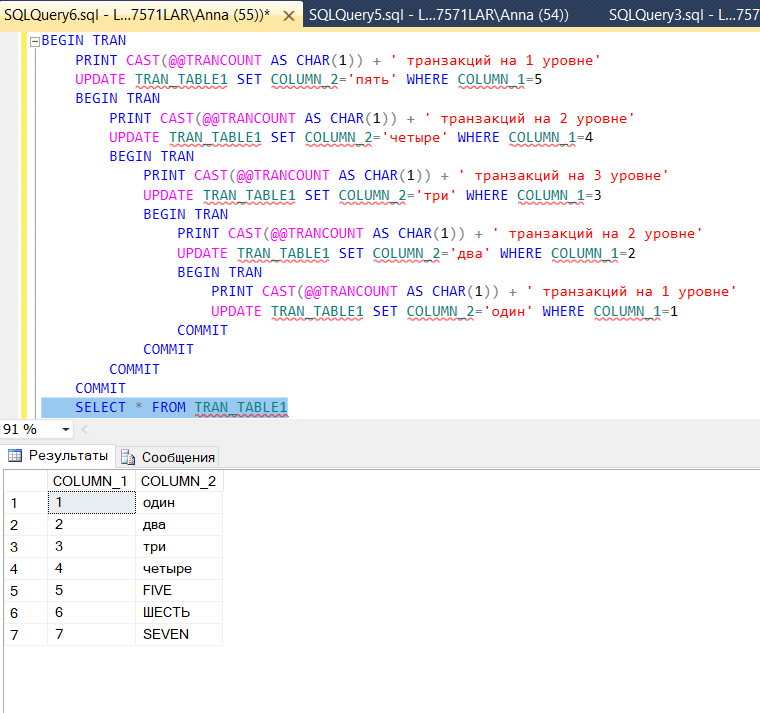 SQLQuery6.sql - L...7571LAR\Anna (55))* SQLQuery5.sql - L...7571LAR\Anna (54)) SQLQuery3.sql - L...757
BEGIN TRAN
PRINT CAST(@@TRANCOUNT AS CHAR(1)) + ' транзакций на 1 уровне'
UPDATE TRAN_TABLE1 SET COLUMN_2='пять' WHERE COLUMN_1=5
BEGIN TRAN
PRINT CAST(@@TRANCOUNT AS CHAR(1)) + ' транзакций на 2 уровне'
UPDATE TRAN_TABLE1 SET COLUMN_2='четыре' WHERE COLUMN_1=4
BEGIN TRAN
PRINT CAST(@@TRANCOUNT AS CHAR(1)) + ' транзакций на 3 уровне'
UPDATE TRAN_TABLE1 SET COLUMN_2='три' WHERE COLUMN_1=3
BEGIN TRAN
PRINT CAST(@@TRANCOUNT AS CHAR(1)) + ' транзакций на 2 уровне'
UPDATE TRAN_TABLE1 SET COLUMN_2='два' WHERE COLUMN_1=2
BEGIN TRAN
PRINT CAST(@@TRANCOUNT AS CHAR(1)) + ' транзакций на 1 уровне'
UPDATE TRAN_TABLE1 SET COLUMN_2='один' WHERE COLUMN_1=1
COMMIT
COMMIT
COMMIT
COMMIT
SELECT * FROM TRAN_TABLE1
91 %
Результаты Сообщения
COLUMN_1 COLUMN_2
1 1 один
2 2 два
3 3 три
4 4 четыре
5 5 FIVE
6 6 ШЕСТЬ
7 7 SEVEN